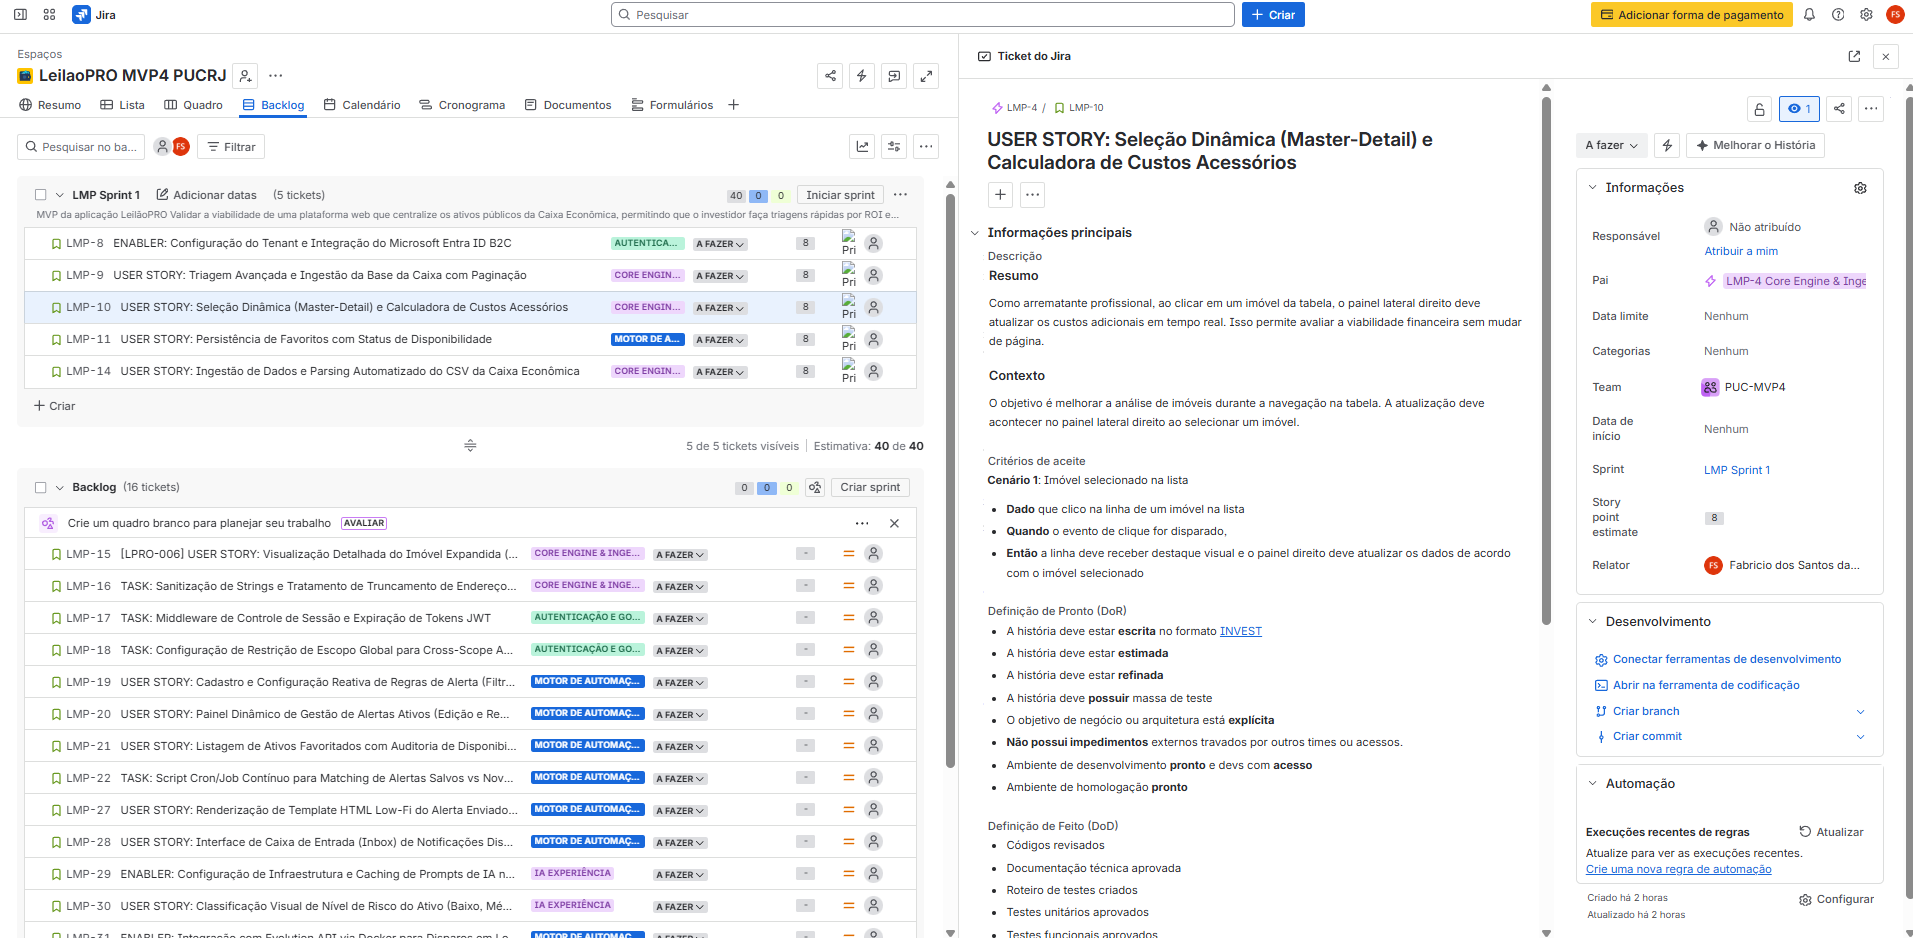 Jira
Pesquisar
Criar
Adicionar forma de pagamento
FS
Espaços
LeilaoPRO MVP4 PUCRJ
Resumo
Lista
Quadro
Backlog
Calendário
Cronograma
Documentos
Formulários
Pesquisar no ba...
FS
Filtrar
LMP Sprint 1 Adicionar datas (5 tickets) 40 0 0 Iniciar sprint
MVP da aplicação LeilãoPRO Validar a viabilidade de uma plataforma web que centralize os ativos públicos da Caixa Econômica, permitindo que o investidor faça triagens rápidas por ROI e...
LMP-8 ENABLER: Configuração do Tenant e Integração do Microsoft Entra ID B2C AUTENTICA... A FAZER 8 Pri
LMP-9 USER STORY: Triagem Avançada e Ingestão da Base da Caixa com Paginação CORE ENGIN... A FAZER 8 Pri
LMP-10 USER STORY: Seleção Dinâmica (Master-Detail) e Calculadora de Custos Acessórios CORE ENGIN... A FAZER 8 Pri
LMP-11 USER STORY: Persistência de Favoritos com Status de Disponibilidade MOTOR DE A... A FAZER 8 Pri
LMP-14 USER STORY: Ingestão de Dados e Parsing Automatizado do CSV da Caixa Econômica CORE ENGIN... A FAZER 8 Pri
Criar
5 de 5 tickets visíveis Estimativa: 40 de 40
Backlog (16 tickets) 0 0 0 Criar sprint
Crie um quadro branco para planejar seu trabalho AVALIAR
LMP-15 [LPRO-006] USER STORY: Visualização Detalhada do Imóvel Expandida (... CORE ENGINE & INGE... A FAZER -
LMP-16 TASK: Sanitização de Strings e Tratamento de Truncamento de Endereço... CORE ENGINE & INGE... A FAZER -
LMP-17 TASK: Middleware de Controle de Sessão e Expiração de Tokens JWT AUTENTICAÇÃO E GO... A FAZER -
LMP-18 TASK: Configuração de Restrição de Escopo Global para Cross-Scope A... AUTENTICAÇÃO E GO... A FAZER -
LMP-19 USER STORY: Cadastro e Configuração Reativa de Regras de Alerta (Filtr... MOTOR DE AUTOMAÇ... A FAZER -
LMP-20 USER STORY: Painel Dinâmico de Gestão de Alertas Ativos (Edição e Re... MOTOR DE AUTOMAÇ... A FAZER -
LMP-21 USER STORY: Listagem de Ativos Favoritados com Auditoria de Disponibi... MOTOR DE AUTOMAÇ... A FAZER -
LMP-22 TASK: Script Cron/Job Contínuo para Matching de Alertas Salvos vs Nov... MOTOR DE AUTOMAÇ... A FAZER -
LMP-27 USER STORY: Renderização de Template HTML Low-Fi do Alerta Enviado... MOTOR DE AUTOMAÇ... A FAZER -
LMP-28 USER STORY: Interface de Caixa de Entrada (Inbox) de Notificações Dis... MOTOR DE AUTOMAÇ... A FAZER -
LMP-29 ENABLER: Configuração de Infraestrutura e Caching de Prompts de IA n... IA EXPERIÊNCIA A FAZER -
LMP-30 USER STORY: Classificação Visual de Nível de Risco do Ativo (Baixo, Mé... IA EXPERIÊNCIA A FAZER -
LMP-31 ENABLER: Integração com Evolution API via Docker para Disparos em Lo... MOTOR DE AUTOMAÇ... A FAZER
Ticket do Jira
LMP-4 / LMP-10
USER STORY: Seleção Dinâmica (Master-Detail) e
Calculadora de Custos Acessórios
Informações principais
Descrição
Resumo
Como arrematante profissional, ao clicar em um imóvel da tabela, o painel lateral direito deve
atualizar os custos adicionais em tempo real. Isso permite avaliar a viabilidade financeira sem mudar
de página.
Contexto
O objetivo é melhorar a análise de imóveis durante a navegação na tabela. A atualização deve
acontecer no painel lateral direito ao selecionar um imóvel.
Critérios de aceite
Cenário 1: Imóvel selecionado na lista
Dado que clico na linha de um imóvel na lista
Quando o evento de clique for disparado,
Então a linha deve receber destaque visual e o painel direito deve atualizar os dados de acordo
com o imóvel selecionado
Definição de Pronto (DoR)
A história deve estar escrita no formato INVEST
A história deve estar estimada
A história deve estar refinada
A história deve possuir massa de teste
O objetivo de negócio ou arquitetura está explícita
Não possui impedimentos externos travados por outros times ou acessos.
Ambiente de desenvolvimento pronto e devs com acesso
Ambiente de homologação pronto
Definição de Feito (DoD)
Códigos revisados
Documentação técnica aprovada
Roteiro de testes criados
Testes unitários aprovados
Testes funcionais aprovados
1
A fazer
Melhorar o História
Informações
Responsável Não atribuído
Atribuir a mim
Pai LMP-4 Core Engine & Inge
Data limite Nenhum
Categorias Nenhum
Team PUC-MVP4
Data de
início Nenhum
Sprint LMP Sprint 1
Story
point
estimate 8
Relator FS Fabricio dos Santos da...
Desenvolvimento
Conectar ferramentas de desenvolvimento
Abrir na ferramenta de codificação
Criar branch
Criar commit
Automação
Execuções recentes de regras Atualizar
Atualize para ver as execuções recentes.
Crie uma nova regra de automação
Criado há 2 horas
Configurar
Atualizado há 2 horas